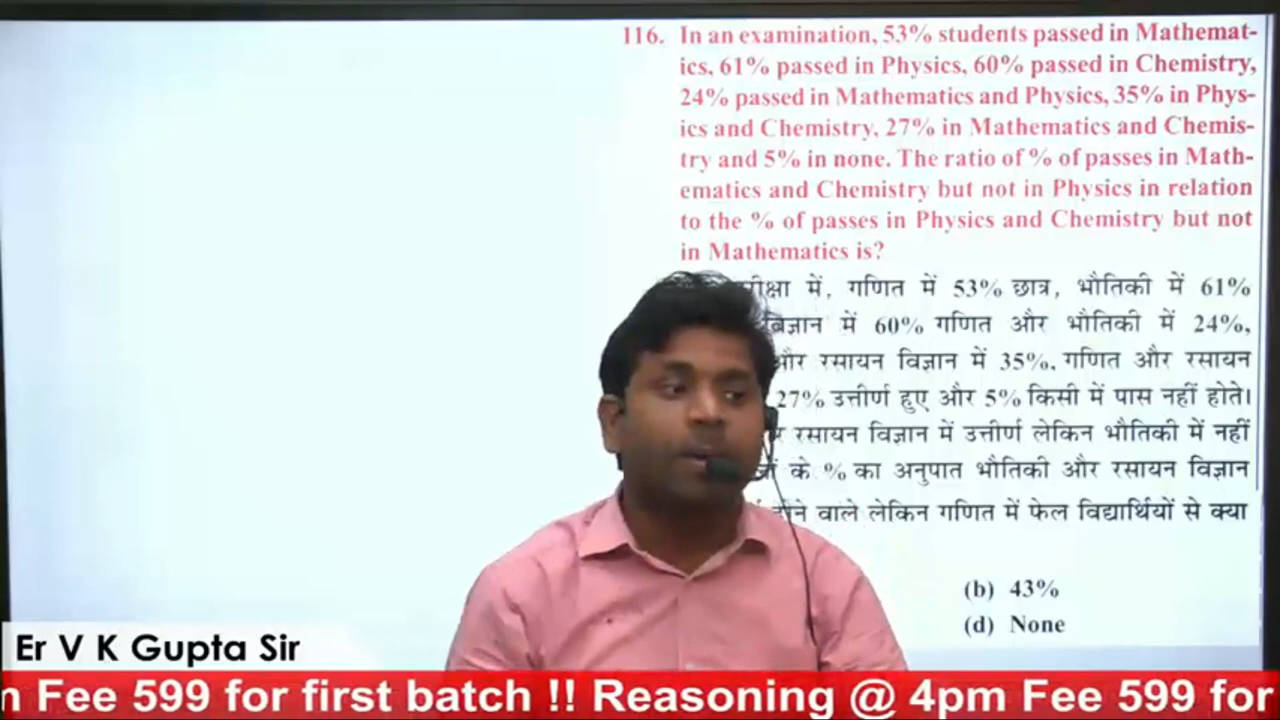 116. In an examination, 53% students passed in Mathemat-
ics, 61% passed in Physics, 60% passed in Chemistry,
24% passed in Mathematics and Physics, 35% in Phys-
ics and Chemistry, 27% in Mathematics and Chemis-
try and 5% in none. The ratio of % of passes in Math-
ematics and Chemistry but not in Physics in relation
to the % of passes in Physics and Chemistry but not
in Mathematics is?
में, गणित में 53% छात्र, भौतिकी में 61%
में 60% गणित और भौतिकी में 24%,
और रसायन विज्ञान में 35%, गणित और रसायन
27% उत्तीर्ण हुए और 5% किसी में पास नहीं होते।
रसायन विज्ञान में उत्तीर्ण लेकिन भौतिकी में नहीं
के % का अनुपात भौतिकी और रसायन विज्ञान
वाले लेकिन गणित में फेल विद्यार्थियों से क्या
(b) 43%
(d) None
Er V K Gupta Sir
Fee 599 for first batch !! Reasoning @ 4pm Fee 599 for